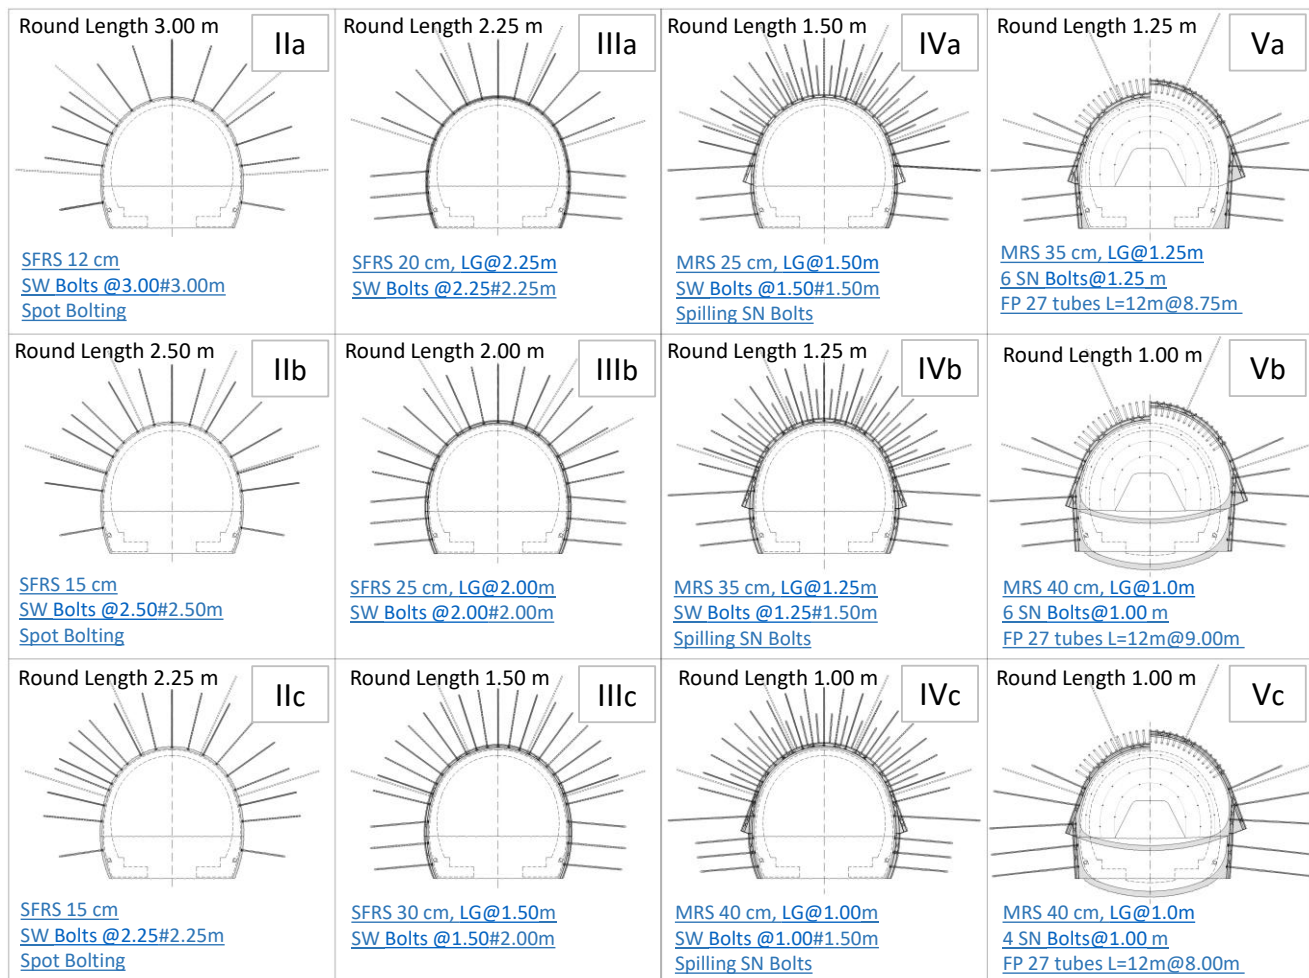 Round Length 3.00 m
IIa
SFRS 12 cm
SW Bolts @3.00#3.00m
Spot Bolting
Round Length 2.25 m
IIIa
SFRS 20 cm, LG@2.25m
SW Bolts @2.25#2.25m
Round Length 1.50 m
IVa
MRS 25 cm, LG@1.50m
SW Bolts @1.50#1.50m
Spilling SN Bolts
Round Length 1.25 m
Va
MRS 35 cm, LG@1.25m
6 SN Bolts@1.25 m
FP 27 tubes L=12m@8.75m
Round Length 2.50 m
IIb
SFRS 15 cm
SW Bolts @2.50#2.50m
Spot Bolting
Round Length 2.00 m
IIIb
SFRS 25 cm, LG@2.00m
SW Bolts @2.00#2.00m
Round Length 1.25 m
IVb
MRS 35 cm, LG@1.25m
SW Bolts @1.25#1.50m
Spilling SN Bolts
Round Length 1.00 m
Vb
MRS 40 cm, LG@1.0m
6 SN Bolts@1.00 m
FP 27 tubes L=12m@9.00m
Round Length 2.25 m
IIc
SFRS 15 cm
SW Bolts @2.25#2.25m
Spot Bolting
Round Length 1.50 m
IIIc
SFRS 30 cm, LG@1.50m
SW Bolts @1.50#2.00m
Round Length 1.00 m
IVc
MRS 40 cm, LG@1.00m
SW Bolts @1.00#1.50m
Spilling SN Bolts
Round Length 1.00 m
Vc
MRS 40 cm, LG@1.0m
4 SN Bolts@1.00 m
FP 27 tubes L=12m@8.00m